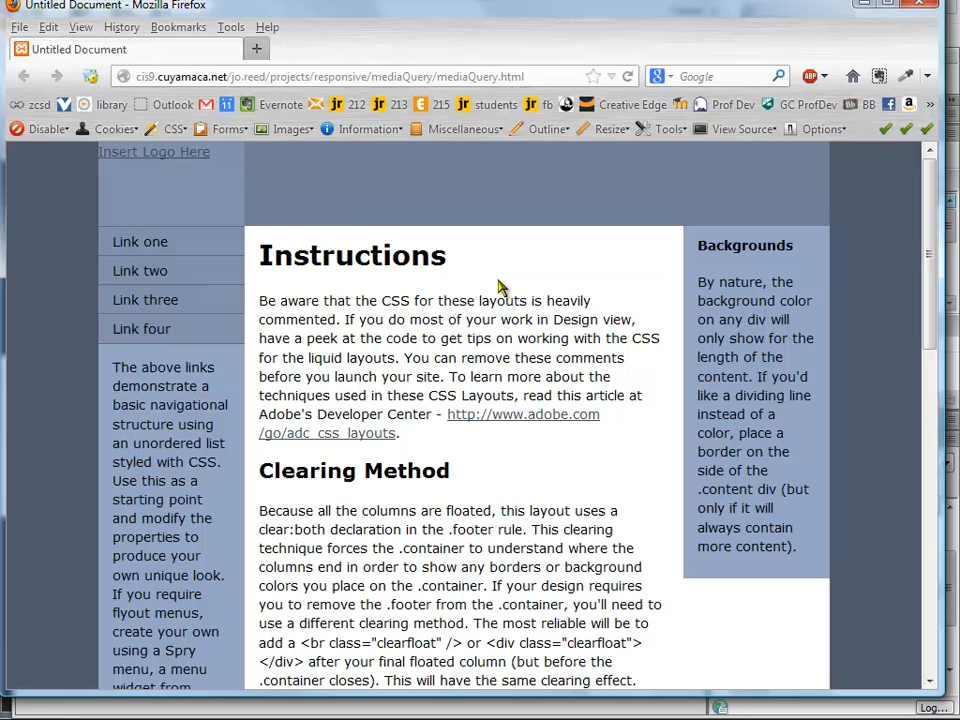 Untitled Document - Mozilla Firefox
File Edit View History Bookmarks Tools Help
Untitled Document +
cis9.cuyamaca.net/jo.reed/projects/responsive/mediaQuery/mediaQuery.html
Google
ABP
zcsd library Outlook 11 Evernote jr 212 jr 213 E 215 jr students jr fb Creative Edge Prof Dev GC ProfDev Bb BB »
Disable Cookies CSS Forms Images Information Miscellaneous Outline Resize Tools View Source Options
Insert Logo Here
Link one
Link two
Link three
Link four
The above links
demonstrate a
basic navigational
structure using
an unordered list
styled with CSS.
Use this as a
starting point
and modify the
properties to
produce your
own unique look.
If you require
flyout menus,
create your own
using a Spry
menu, a menu
widget from
Instructions
Be aware that the CSS for these layouts is heavily
commented. If you do most of your work in Design view,
have a peek at the code to get tips on working with the CSS
for the liquid layouts. You can remove these comments
before you launch your site. To learn more about the
techniques used in these CSS Layouts, read this article at
Adobe's Developer Center - http://www.adobe.com
/go/adc_css_layouts.
Clearing Method
Because all the columns are floated, this layout uses a
clear:both declaration in the .footer rule. This clearing
technique forces the .container to understand where the
columns end in order to show any borders or background
colors you place on the .container. If your design requires
you to remove the .footer from the .container, you'll need to
use a different clearing method. The most reliable will be to
add a <br class="clearfloat" /> or <div class="clearfloat">
</div> after your final floated column (but before the
.container closes). This will have the same clearing effect.
Backgrounds
By nature, the
background color
on any div will
only show for the
length of the
content. If you'd
like a dividing line
instead of a
color, place a
border on the
side of the
.content div (but
only if it will
always contain
more content).
Log...